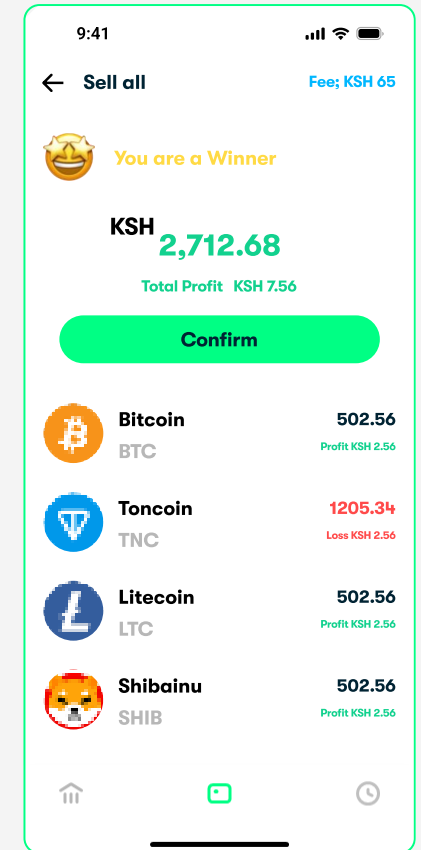 9:41
Sell all
Fee; KSH 65
You are a Winner
KSH 2,712.68
Total Profit KSH 7.56
Confirm
Bitcoin 502.56
BTC Profit KSH 2.56
Toncoin 1205.34
TNC Loss KSH 2.56
Litecoin 502.56
LTC Profit KSH 2.56
Shibainu 502.56
SHIB Profit KSH 2.56